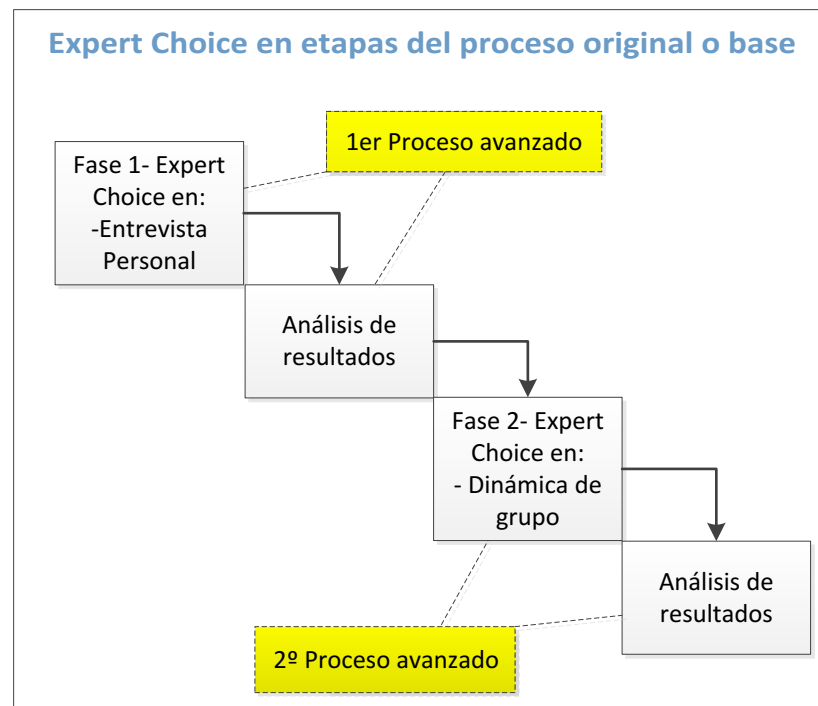 Expert Choice en etapas del proceso original o base
1er Proceso avanzado
Fase 1- Expert
Choice en:
-Entrevista
Personal
Análisis de
resultados
Fase 2- Expert
Choice en:
- Dinámica de
grupo
Análisis de
resultados
2º Proceso avanzado